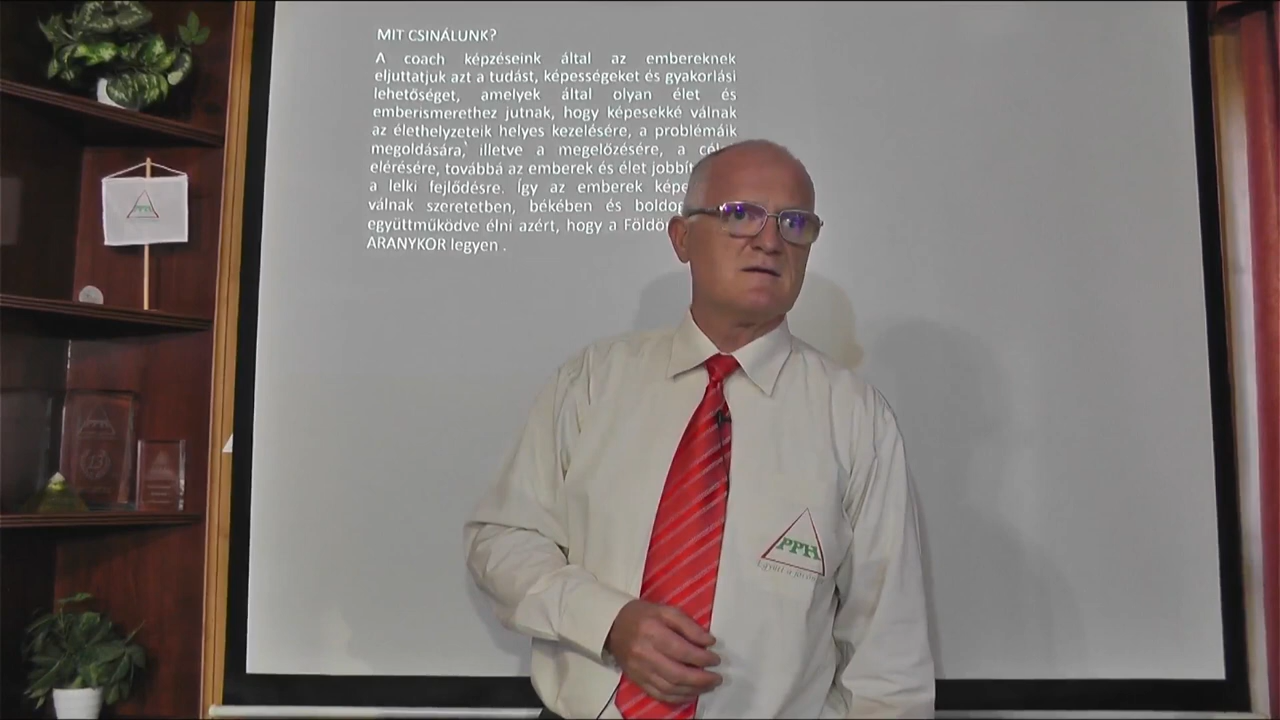 MIT CSINÁLUNK?
A coach képzéseink által az embereknek
eljuttatjuk azt a tudást, képességeket és gyakorlási
lehetőséget, amelyek által olyan élet és
emberismerethez jutnak, hogy képesekké válnak
az élethelyzeteik helyes kezelésére, a problémáik
megoldására, illetve a megelőzésére, a
elérésére, továbbá az emberek és élet
a lelki fejlődésre. Így az emberek
válnak szeretetben, békében és
együttműködve élni azért, hogy a
ARANYKOR legyen .
PPH
Együtt a